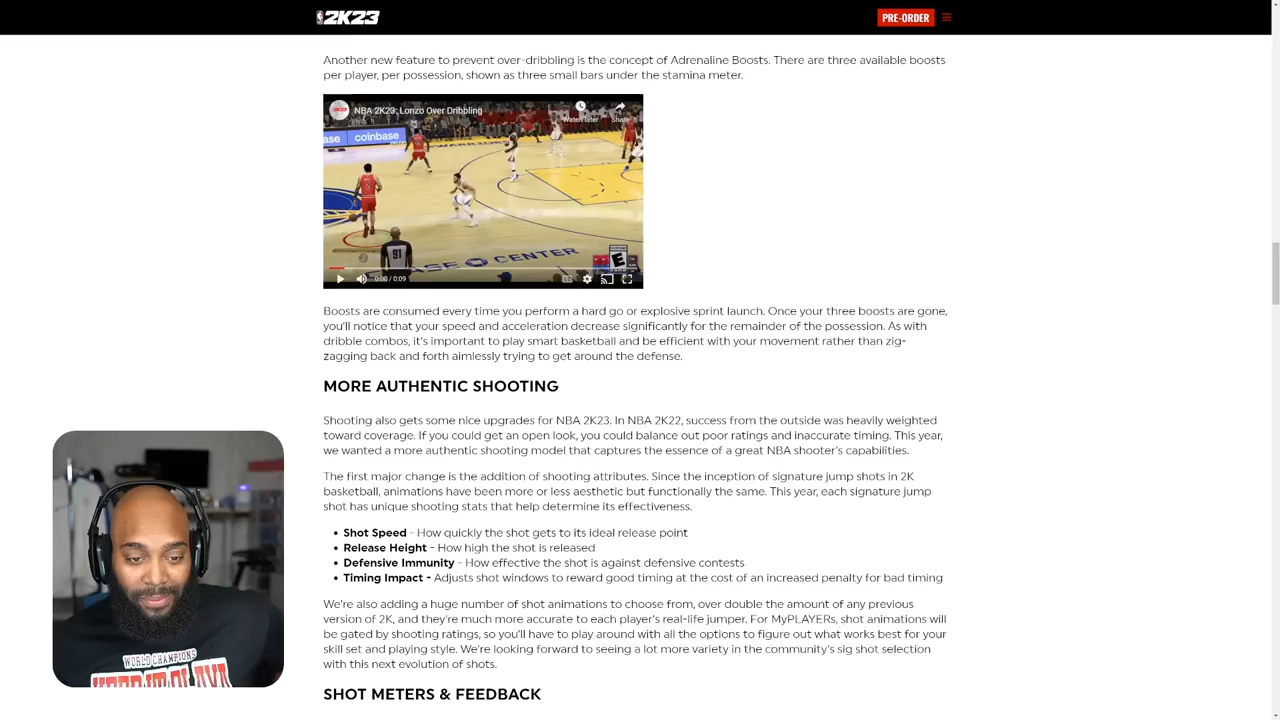 2K23
PRE-ORDER
Another new feature to prevent over-dribbling is the concept of Adrenaline Boosts. There are three available boosts
per player, per possession, shown as three small bars under the stamina meter.
NBA 2K23: Lonzo Over Dribbling
Watch later
Share
coinbase
91
CENTER
E
0:00 / 0:09
Boosts are consumed every time you perform a hard go or explosive sprint launch. Once your three boosts are gone,
you'll notice that your speed and acceleration decrease significantly for the remainder of the possession. As with
dribble combos, it's important to play smart basketball and be efficient with your movement rather than zig-
zagging back and forth aimlessly trying to get around the defense.
MORE AUTHENTIC SHOOTING
Shooting also gets some nice upgrades for NBA 2K23. In NBA 2K22, success from the outside was heavily weighted
toward coverage. If you could get an open look, you could balance out poor ratings and inaccurate timing. This year,
we wanted a more authentic shooting model that captures the essence of a great NBA shooter's capabilities.
The first major change is the addition of shooting attributes. Since the inception of signature jump shots in 2K
basketball, animations have been more or less aesthetic but functionally the same. This year, each signature jump
shot has unique shooting stats that help determine its effectiveness.
• Shot Speed - How quickly the shot gets to its ideal release point
• Release Height - How high the shot is released
• Defensive Immunity - How effective the shot is against defensive contests
• Timing Impact - Adjusts shot windows to reward good timing at the cost of an increased penalty for bad timing
We're also adding a huge number of shot animations to choose from, over double the amount of any previous
version of 2K, and they're much more accurate to each player's real-life jumper. For MyPLAYERs, shot animations will
be gated by shooting ratings, so you'll have to play around with all the options to figure out what works best for your
skill set and playing style. We're looking forward to seeing a lot more variety in the community's sig shot selection
with this next evolution of shots.
SHOT METERS & FEEDBACK
WORLD CHAMPIONS